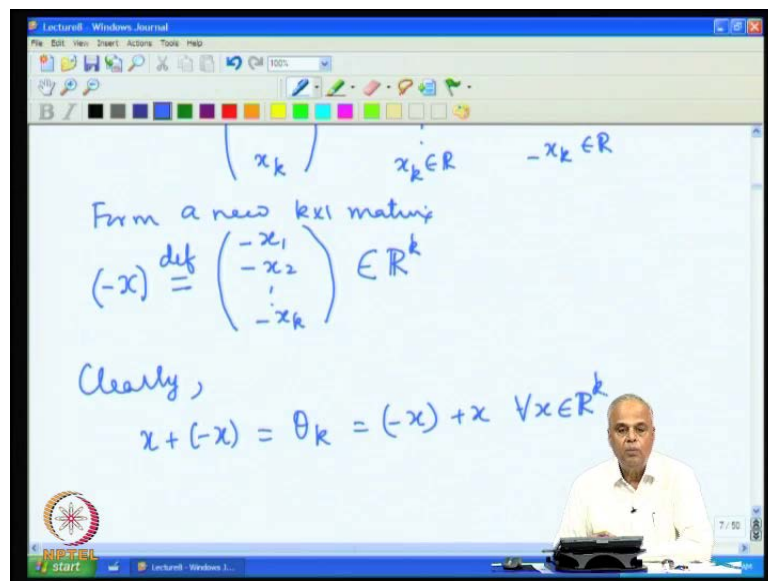 Lecture8 - Windows Journal
File Edit View Insert Actions Tools Help
100%
B I
( x_k ) x_k ∈ ℝ -x_k ∈ ℝ
Form a new k×1 matrix
(-x) def = ( -x_1
-x_2
⋮
-x_k ) ∈ ℝ^k
Clearly,
x + (-x) = θ_k = (-x) + x ∀x ∈ ℝ^k
7 / 50
NPTEL
start Lecture8 - Windows J...